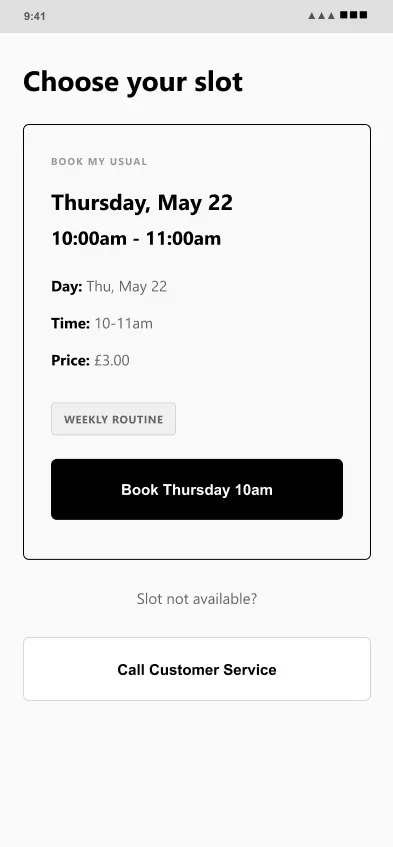 9:41
Choose your slot
BOOK MY USUAL
Thursday, May 22
10:00am - 11:00am
Day: Thu, May 22
Time: 10-11am
Price: £3.00
WEEKLY ROUTINE
Book Thursday 10am
Slot not available?
Call Customer Service